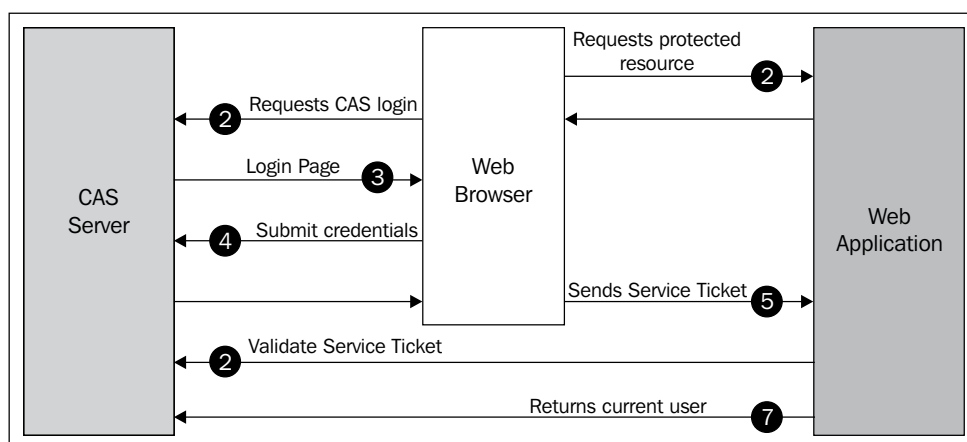 Requests protected
resource
2
2
Requests CAS login
Login Page
3
CAS
Server
Web
Browser
Web
Application
4
Submit credentials
Sends Service Ticket
5
2
Validate Service Ticket
Returns current user
7